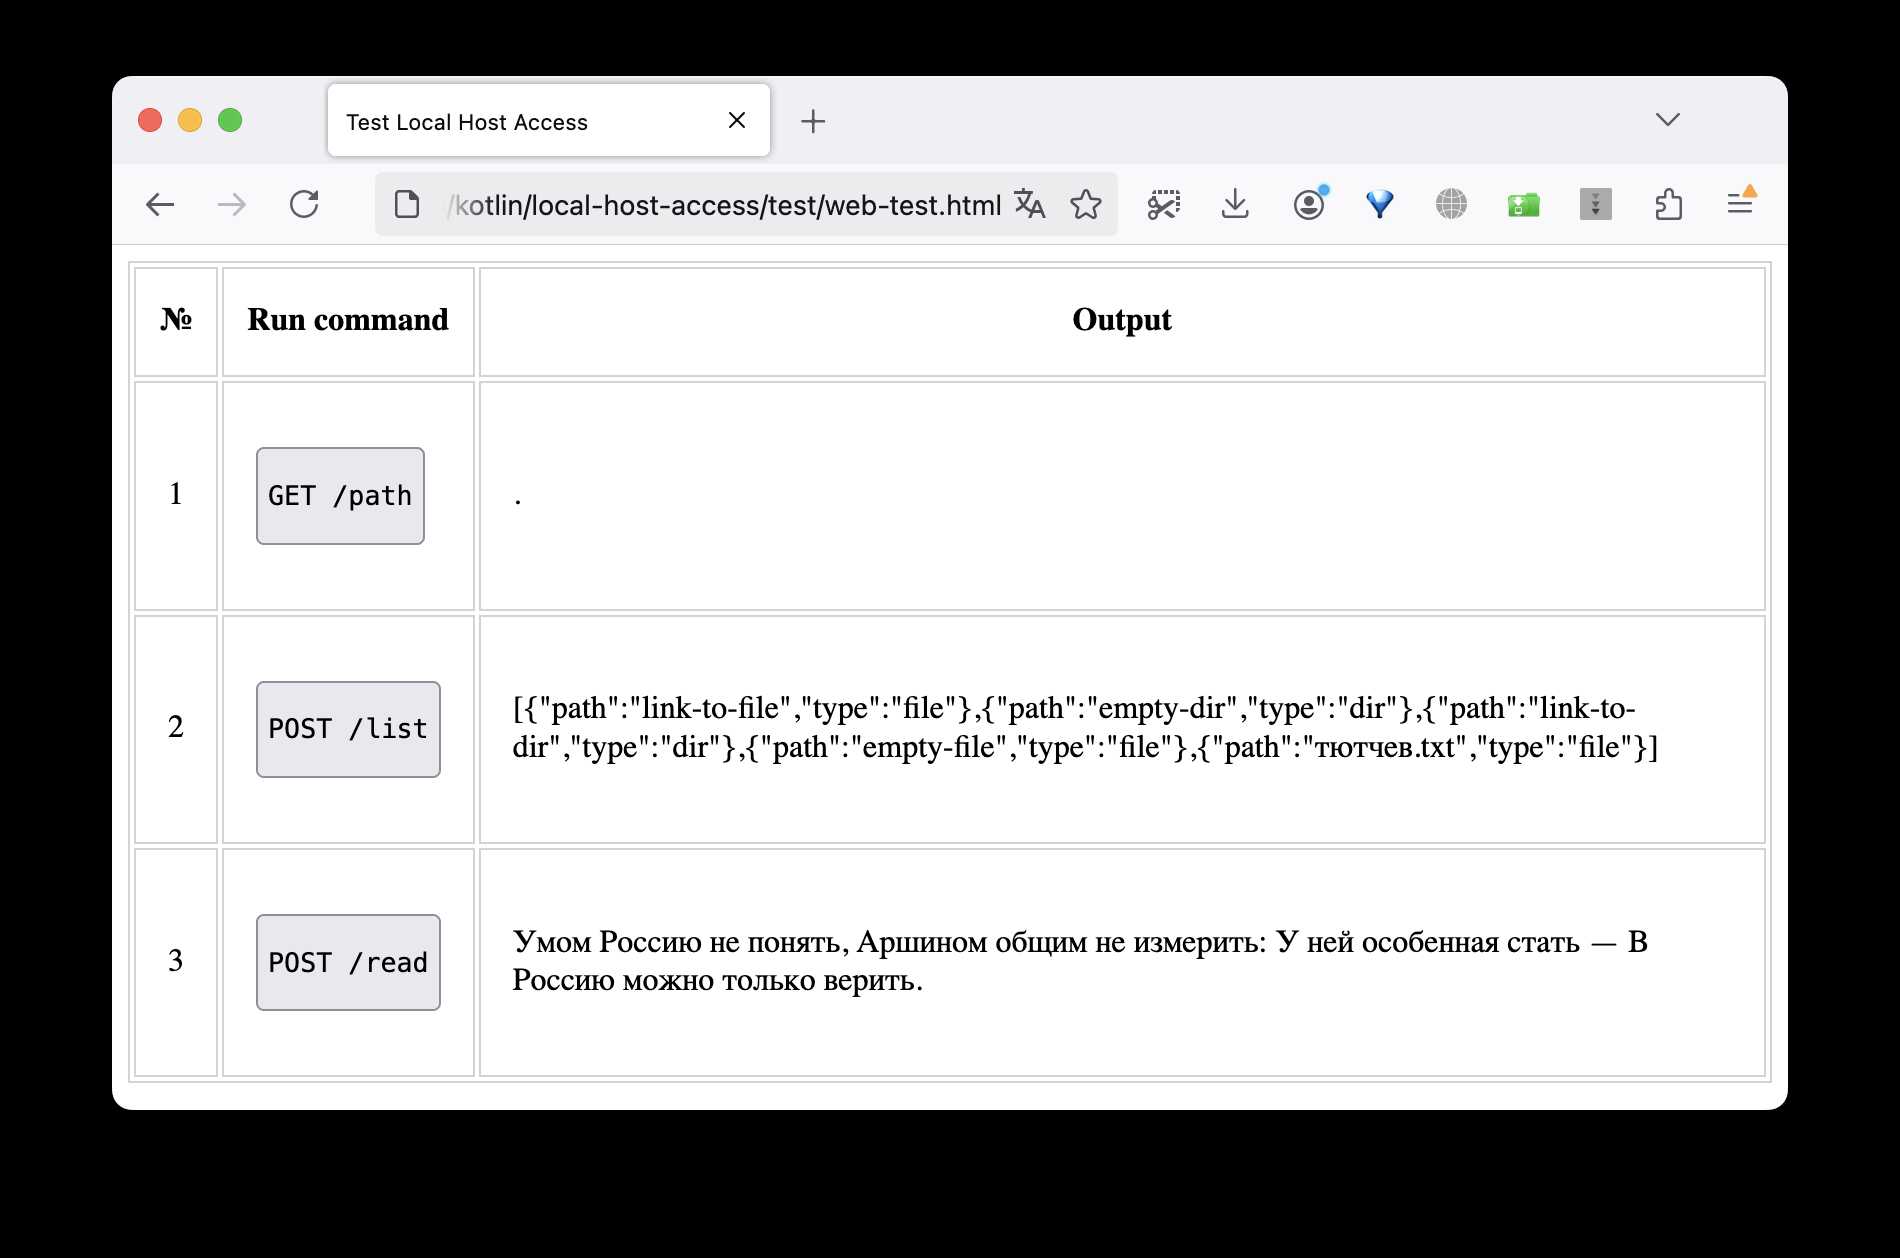 Test Local Host Access
/kotlin/local-host-access/test/web-test.html
№ Run command Output
1 GET /path .
2 POST /list [{"path":"link-to-file","type":"file"},{"path":"empty-dir","type":"dir"},{"path":"link-to-
dir","type":"dir"},{"path":"empty-file","type":"file"},{"path":"тютчев.txt","type":"file"}]
3 POST /read Умом Россию не понять, Аршином общим не измерить: У ней особенная стать — В
Россию можно только верить.